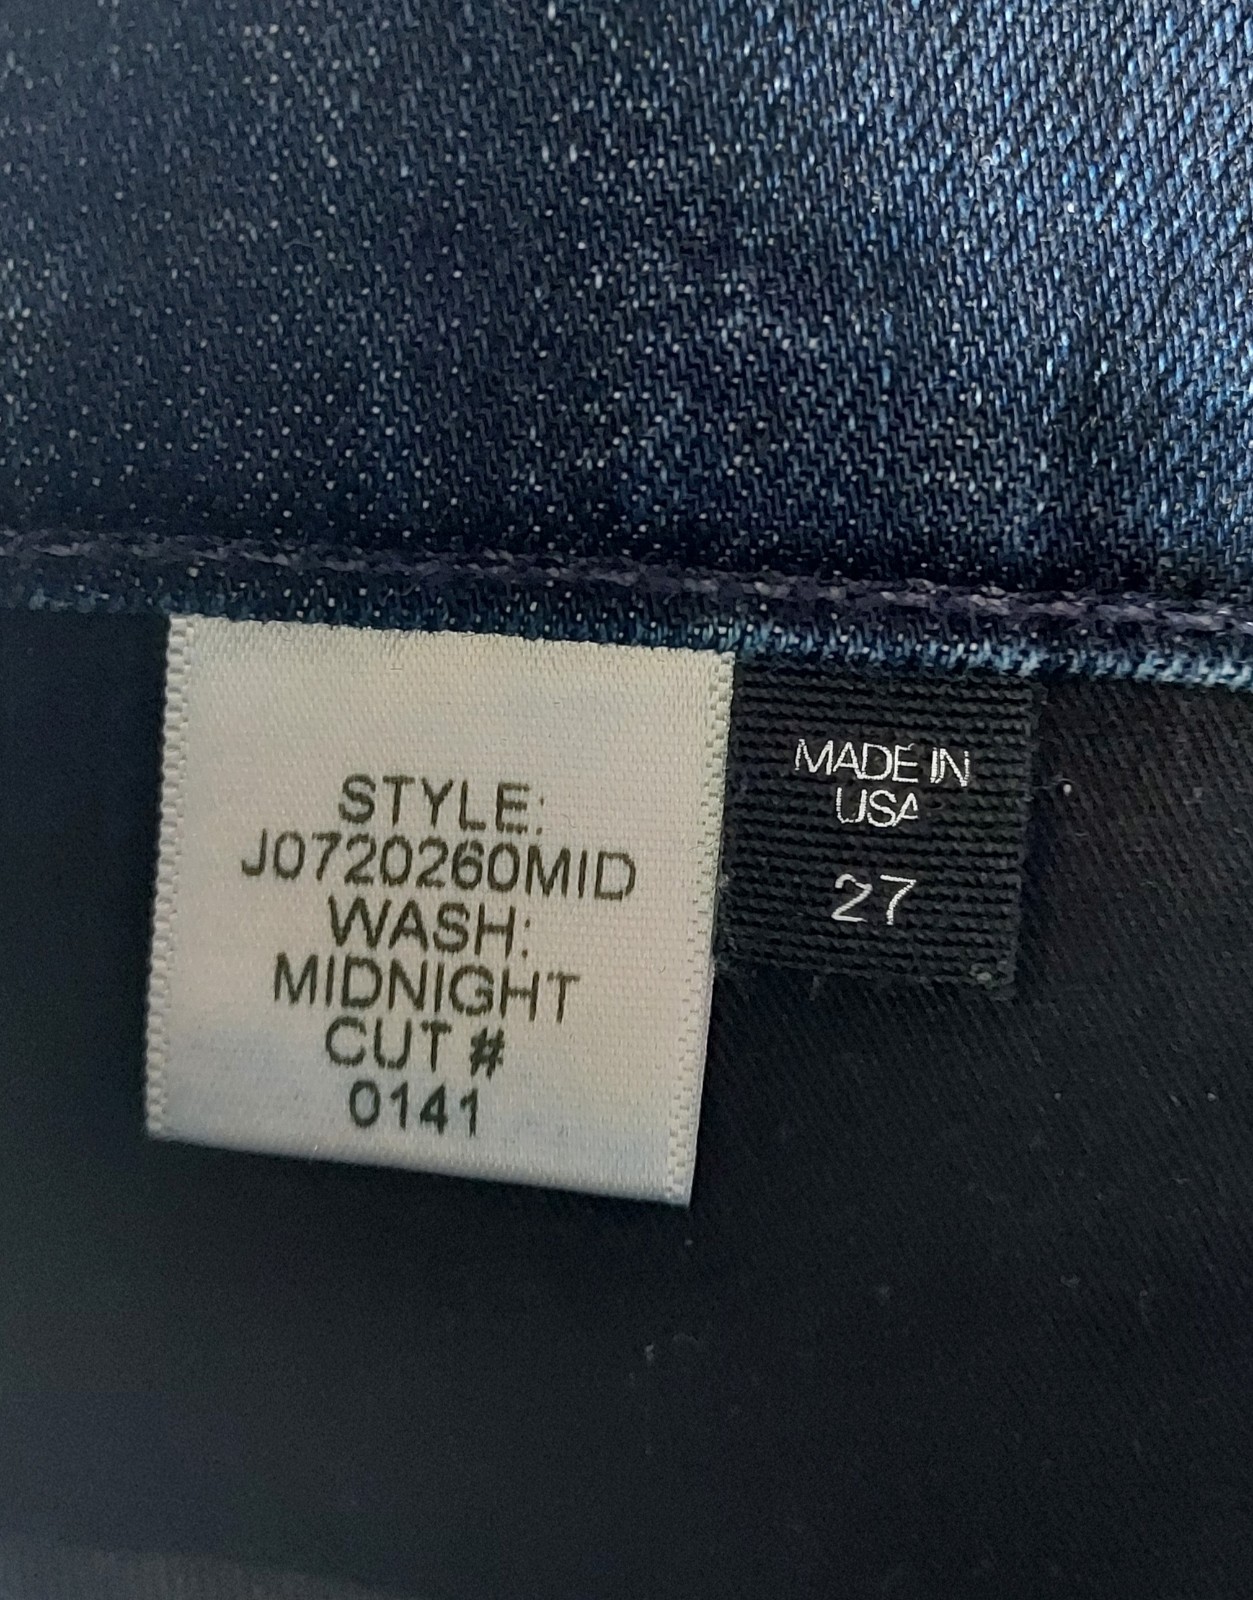 STYLE:
J0720260MID
WASH:
MIDNIGHT
CUT #
0141
MADE IN
USA
27